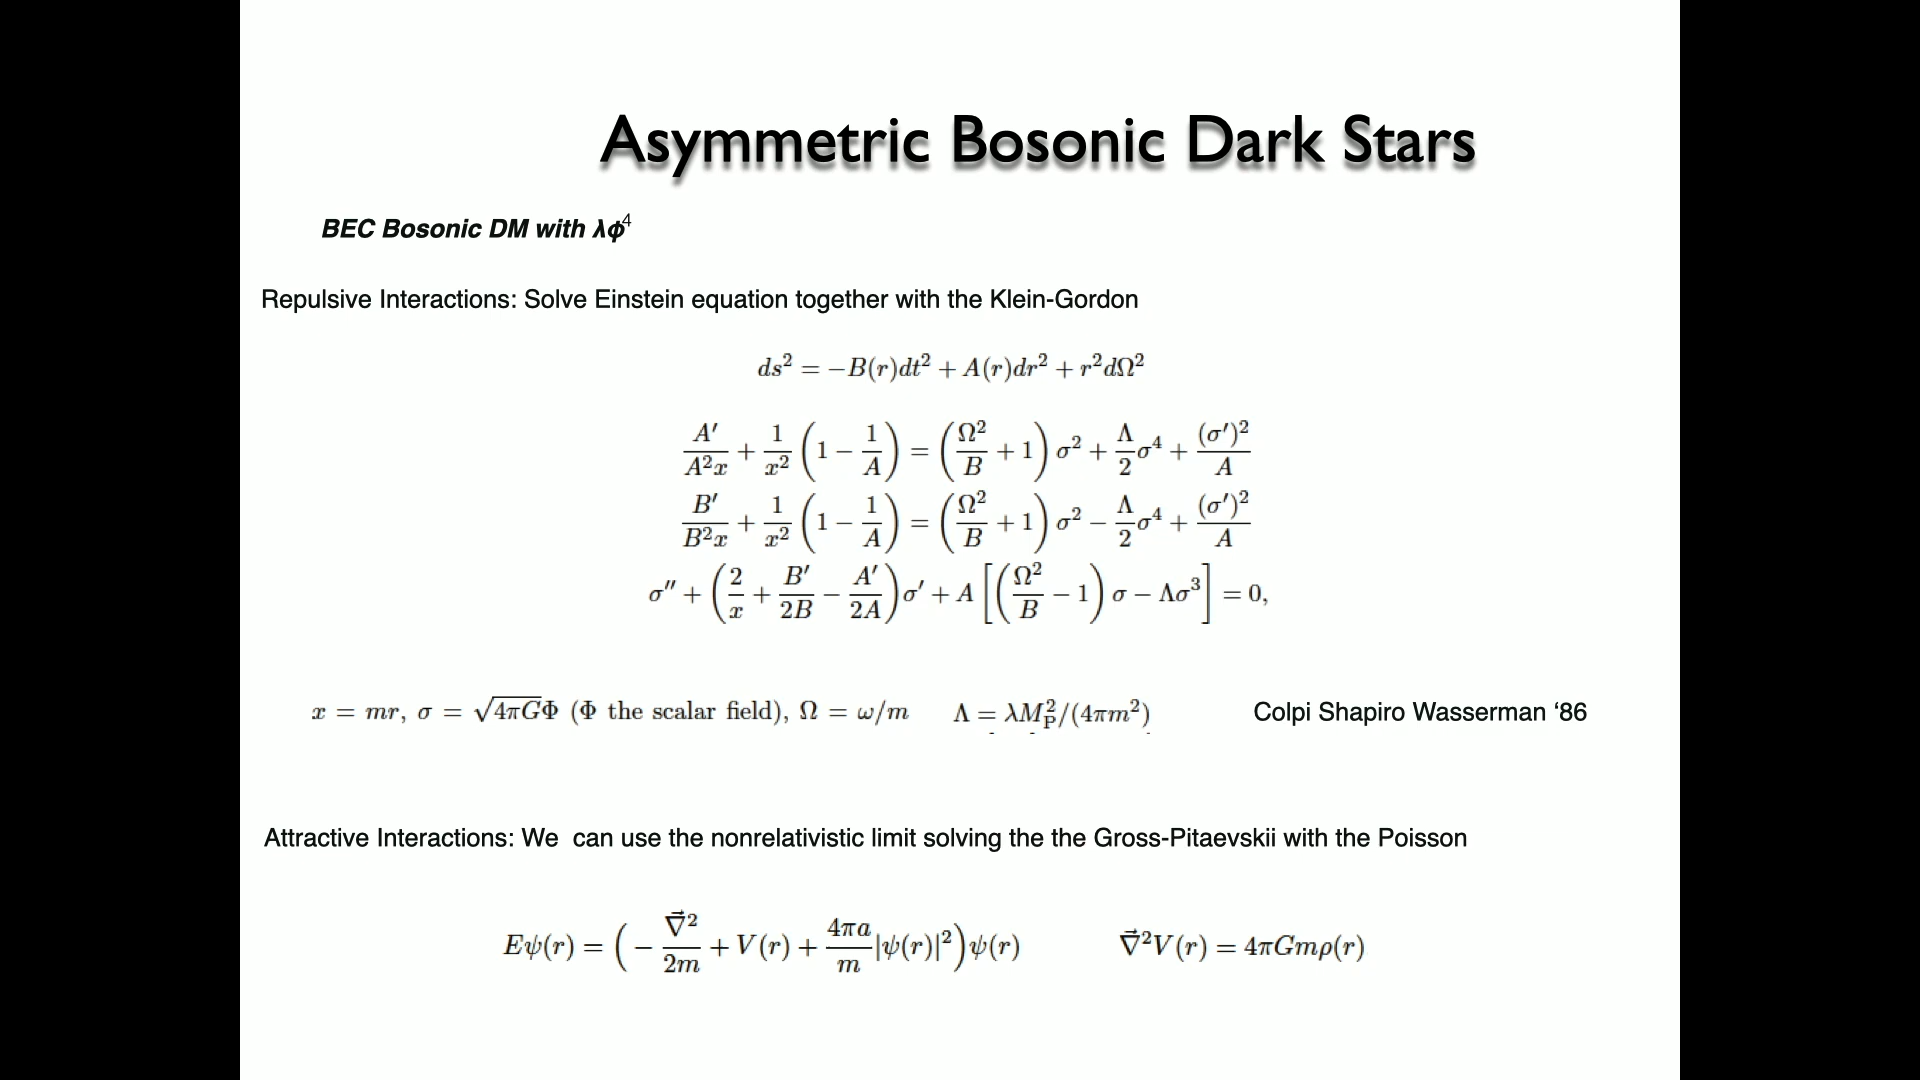 Asymmetric Bosonic Dark Stars
BEC Bosonic DM with λϕ⁴
Repulsive Interactions: Solve Einstein equation together with the Klein-Gordon
ds² = −B(r)dt² + A(r)dr² + r²dΩ²
A′/(A²x) + 1/x² (1 − 1/A) = (Ω²/B + 1) σ² + Λ/2 σ⁴ + (σ′)²/A
B′/(B²x) + 1/x² (1 − 1/A) = (Ω²/B + 1) σ² − Λ/2 σ⁴ + (σ′)²/A
σ″ + (2/x + B′/2B − A′/2A) σ′ + A [(Ω²/B − 1) σ − Λσ³] = 0,
x = mr, σ = √4πGΦ (Φ the scalar field), Ω = ω/m Λ = λM_P²/(4πm²) Colpi Shapiro Wasserman ‘86
Attractive Interactions: We can use the nonrelativistic limit solving the the Gross-Pitaevskii with the Poisson
Eψ(r) = (− ∇⃗²/2m + V(r) + 4πa/m |ψ(r)|²)ψ(r) ∇⃗²V(r) = 4πGmρ(r)